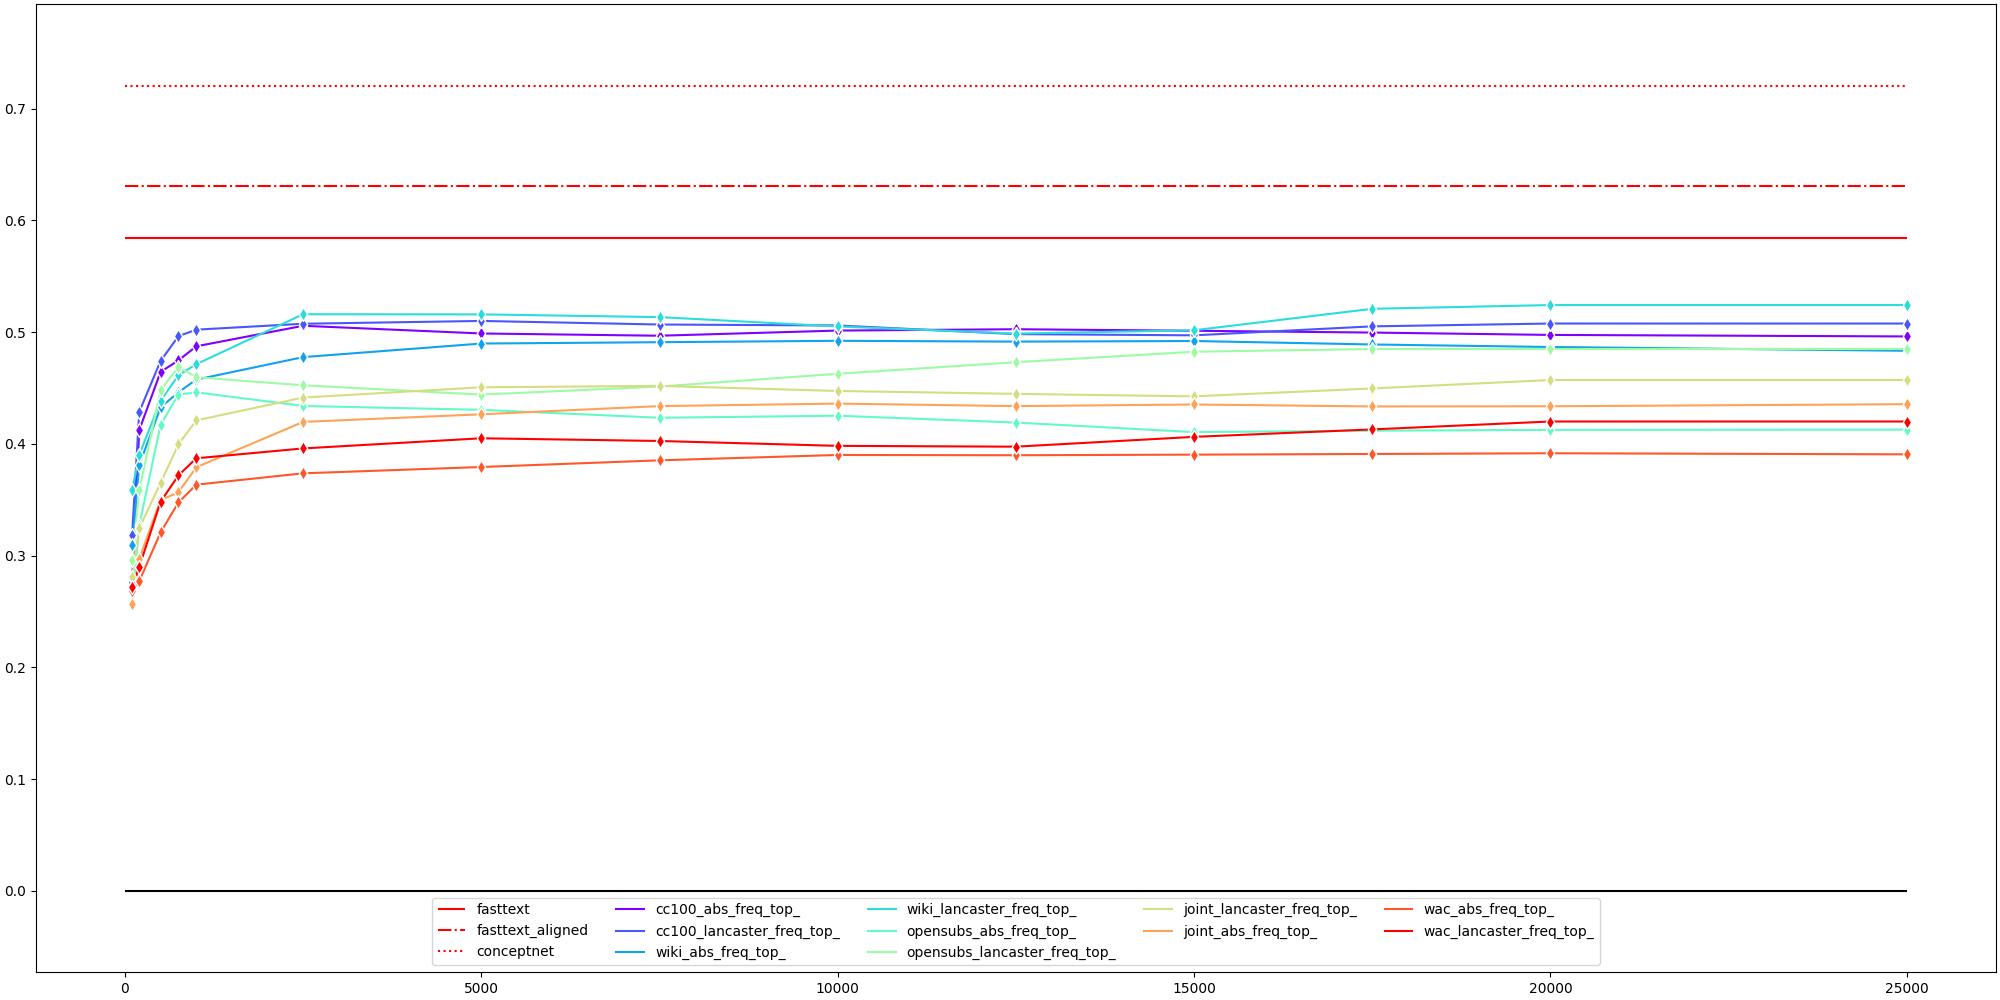 0.7
0.6
0.5
0.4
0.3
0.2
0.1
0.0
fasttext
fasttext_aligned
conceptnet
cc100_abs_freq_top_
cc100_lancaster_freq_top_
wiki_abs_freq_top_
wiki_lancaster_freq_top_
opensubs_abs_freq_top_
opensubs_lancaster_freq_top_
joint_lancaster_freq_top_
joint_abs_freq_top_
wac_abs_freq_top_
wac_lancaster_freq_top_
0 5000 10000 15000 20000 25000